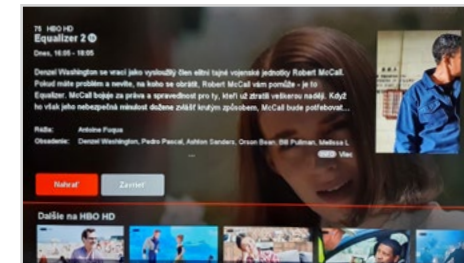 75 HBO HD
Equalizer 2
Dnes, 16:05 - 18:05
Denzel Washington se vrací jako vysloužilý člen elitní tajné vojenské jednotky Robert McCall.
Pokud máte problém a nevíte, na koho se obrátit, Robert McCall vám pomůže - je to
Equalizer. McCall bojuje za práva a spravedlnost pro ty, kteří už ztratili veškerou naději. Když
ho však jeho nebezpečná minulost dožene zvlášť krutým způsobem, McCall bude potřebovat...
Réžia: Antoine Fuqua
Obsadenie: Denzel Washington, Pedro Pascal, Ashton Sanders, Orson Bean, Bill Pullman, Melissa L
...
Viac
Nahrať Zavrieť
Ďalšie na HBO HD